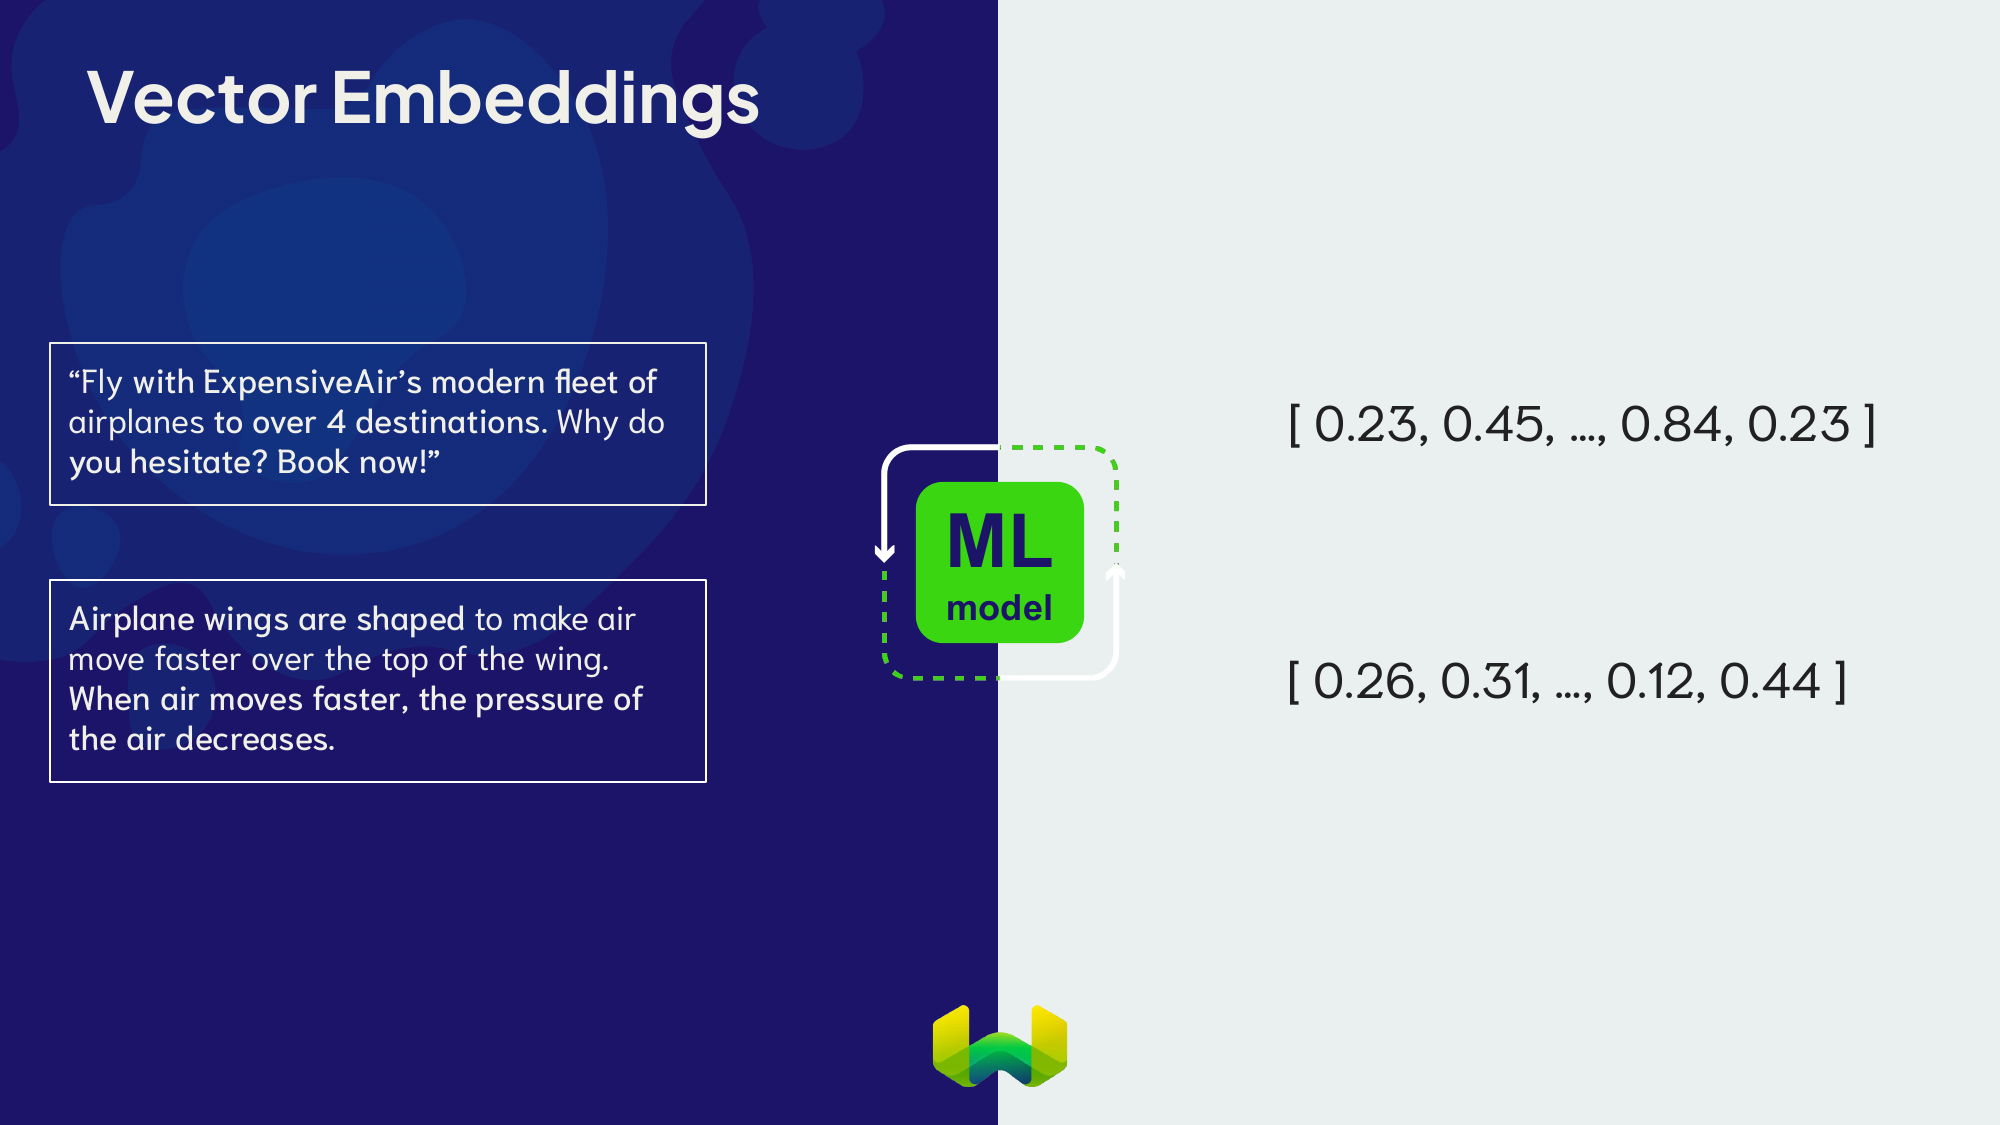 Vector Embeddings
“Fly with ExpensiveAir’s modern fleet of
airplanes to over 4 destinations. Why do
you hesitate? Book now!”
[ 0.23, 0.45, …, 0.84, 0.23 ]
ML
model
Airplane wings are shaped to make air
move faster over the top of the wing.
When air moves faster, the pressure of
the air decreases.
[ 0.26, 0.31, …, 0.12, 0.44 ]